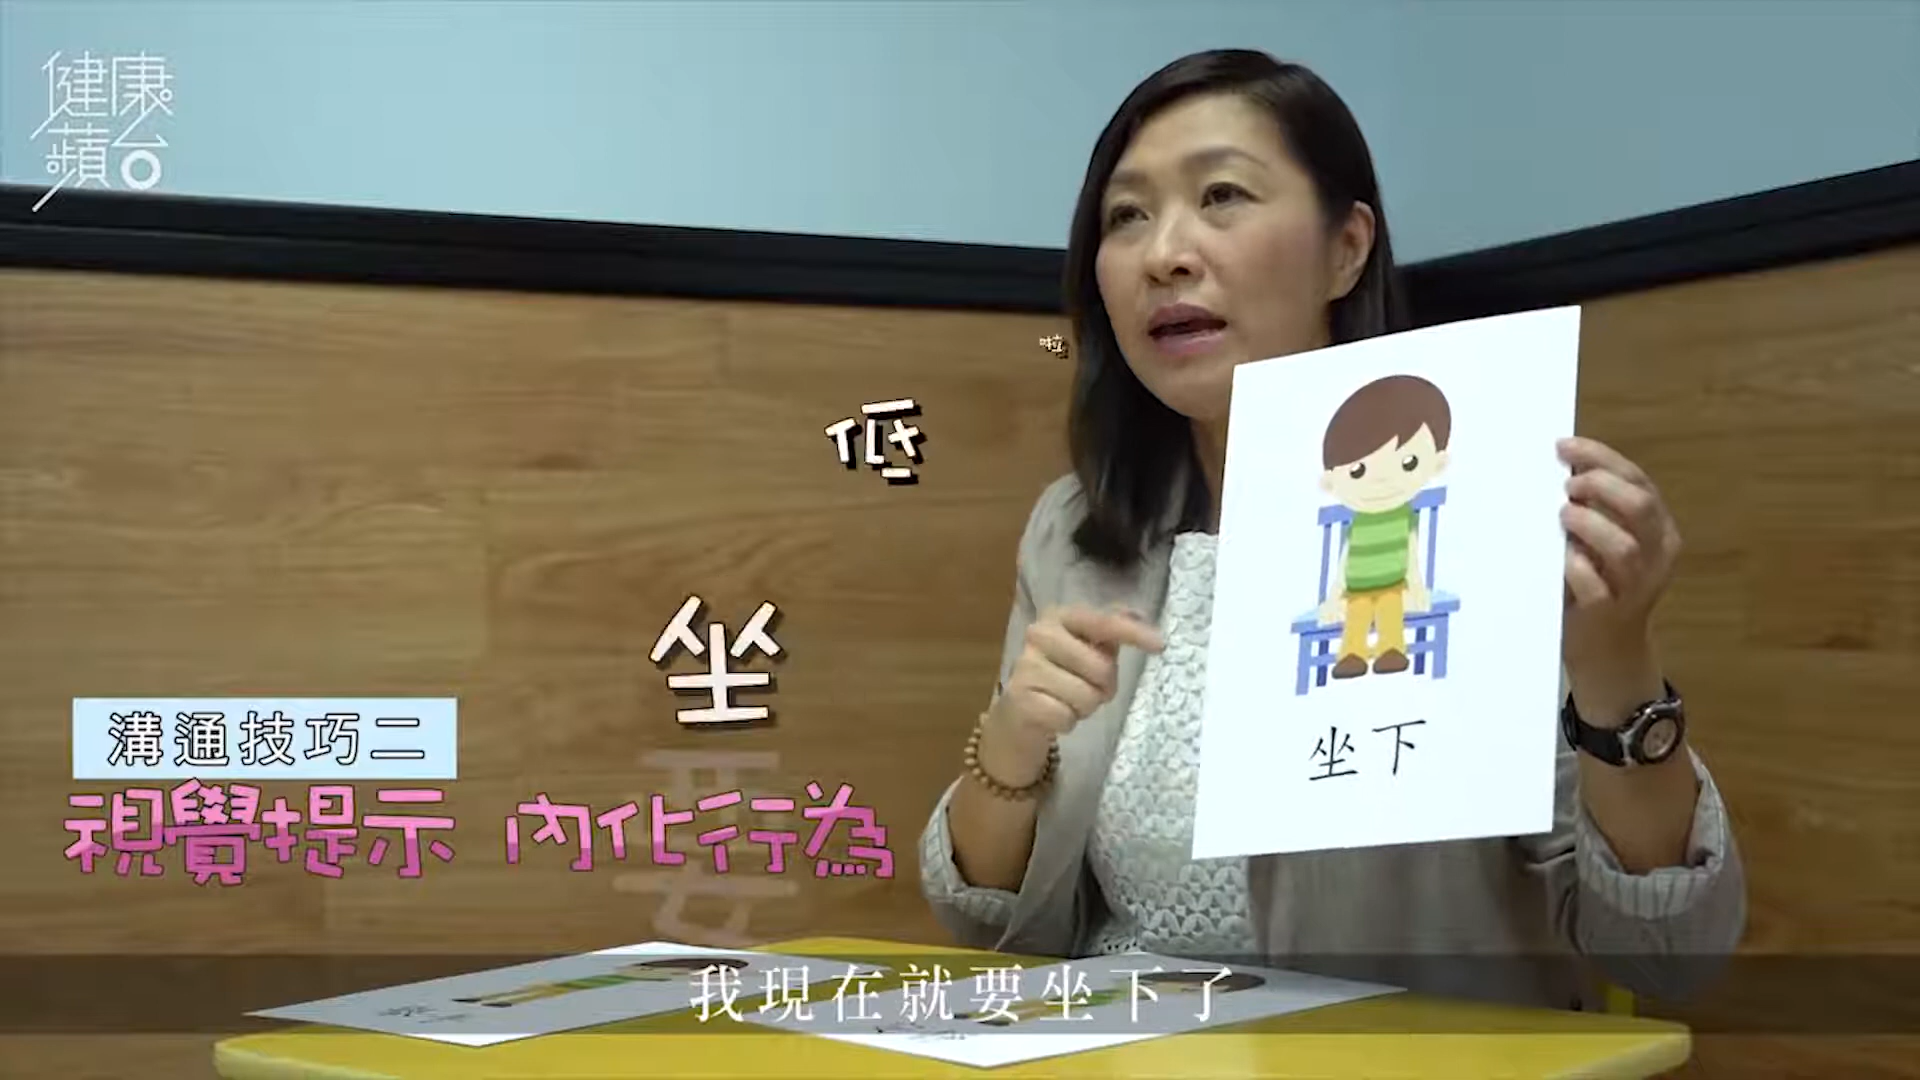 健康
蘋台
啦
低
坐
要
溝通技巧二
視覺提示 內化行為
坐下
我現在就要坐下了